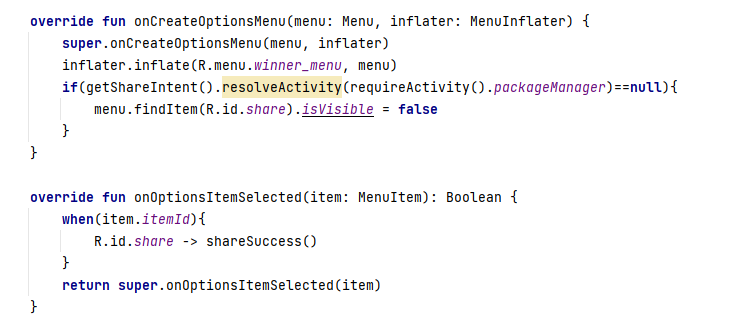 override fun onCreateOptionsMenu(menu: Menu, inflater: MenuInflater) {
    super.onCreateOptionsMenu(menu, inflater)
    inflater.inflate(R.menu.winner_menu, menu)
    if(getShareIntent().resolveActivity(requireActivity().packageManager)==null){
        menu.findItem(R.id.share).isVisible = false
    }
}

override fun onOptionsItemSelected(item: MenuItem): Boolean {
    when(item.itemId){
        R.id.share -> shareSuccess()
    }
    return super.onOptionsItemSelected(item)
}